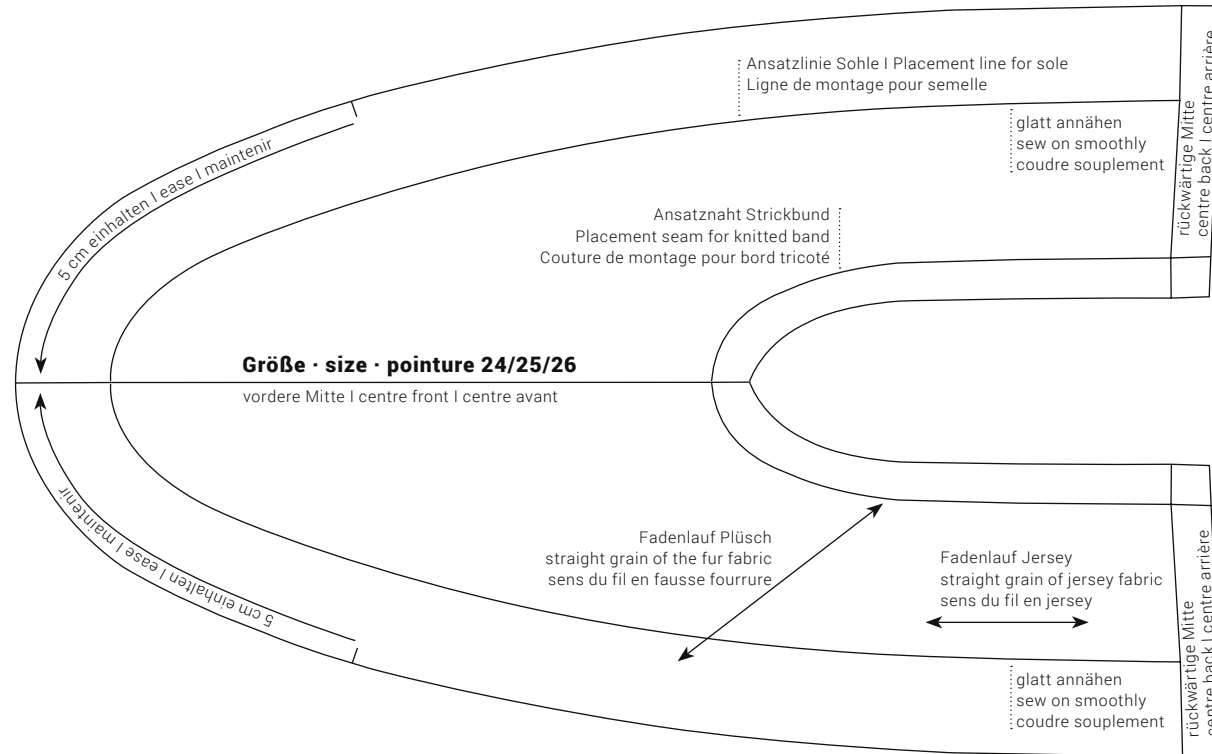 Ansatzlinie Sohle I Placement line for sole
Ligne de montage pour semelle
glatt annähen
sew on smoothly
coudre souplement
rückwärtige Mitte
centre back I centre arrière
5 cm einhalten I ease I maintenir
Ansatznaht Strickbund
Placement seam for knitted band
Couture de montage pour bord tricoté
Größe · size · pointure 24/25/26
vordere Mitte I centre front I centre avant
5 cm einhalten I ease I maintenir
Fadenlauf Plüsch
straight grain of the fur fabric
sens du fil en fausse fourrure
Fadenlauf Jersey
straight grain of jersey fabric
sens du fil en jersey
glatt annähen
sew on smoothly
coudre souplement
rückwärtige Mitte
centre back I centre arrière